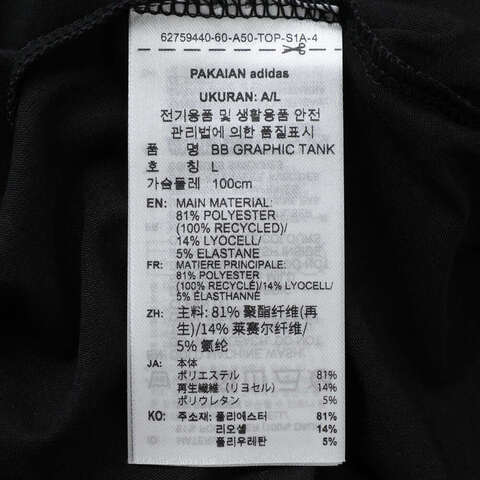 62759440-60-A50-TOP-S1A-4
PAKAIAN adidas
UKURAN: A/L
전기용품 및 생활용품 안전
관리법에 의한 품질표시
품 명 BB GRAPHIC TANK
호 칭 L
가슴둘레 100cm
EN: MAIN MATERIAL:
81% POLYESTER
(100% RECYCLED)/
14% LYOCELL/
5% ELASTANE
FR: MATIERE PRINCIPALE:
81% POLYESTER
(100% RECYCLÉ)/14% LYOCELL/
5% ÉLASTHANNE
ZH: 主料: 81% 聚酯纤维(再
生)/14% 莱赛尔纤维/
5% 氨纶
JA: 本体
ポリエステル 81%
再生繊維（リヨセル） 14%
ポリウレタン 5%
KO: 주소재: 폴리에스터 81%
리오셀 14%
폴리우레탄 5%